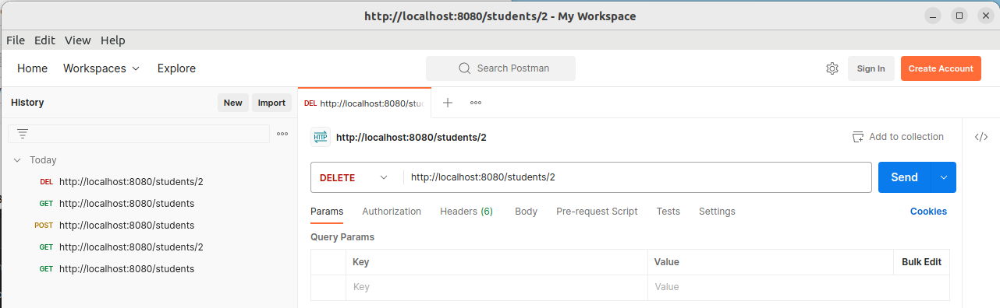 http://localhost:8080/students/2 - My Workspace
File Edit View Help
Home Workspaces Explore Search Postman Sign In Create Account
History New Import DEL http://localhost:8080/stu
http://localhost:8080/students/2 Add to collection
Today
DEL http://localhost:8080/students/2
GET http://localhost:8080/students
POST http://localhost:8080/students
GET http://localhost:8080/students/2
GET http://localhost:8080/students
HTTP
DELETE http://localhost:8080/students/2 Send
Params Authorization Headers (6) Body Pre-request Script Tests Settings Cookies
Query Params
Key Value Bulk Edit
Key Value